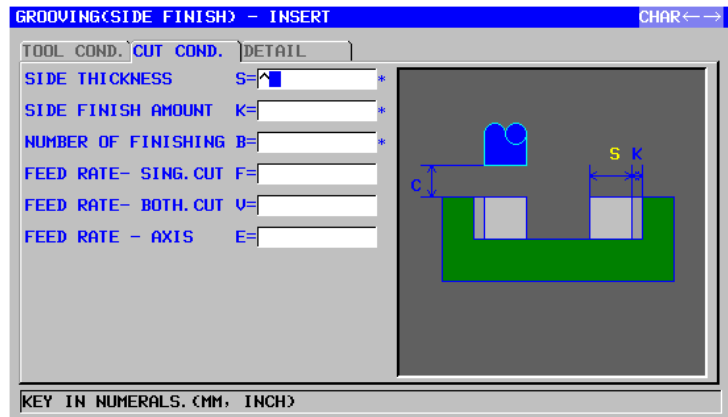 GROOVING(SIDE FINISH) - INSERT CHAR←→
TOOL COND. CUT COND. DETAIL
SIDE THICKNESS S=^ *
SIDE FINISH AMOUNT K= *
NUMBER OF FINISHING B= *
FEED RATE- SING.CUT F=
FEED RATE- BOTH.CUT V=
FEED RATE - AXIS E=
S K
C
KEY IN NUMERALS.(MM, INCH)